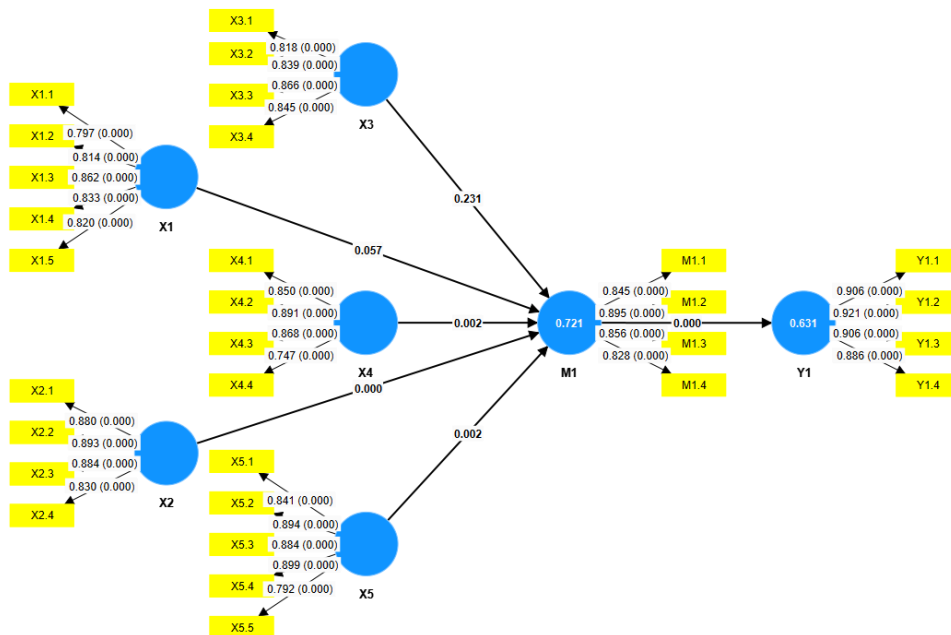 X3.1
X3.2
X3.3
X3.4
0.818 (0.000)
0.839 (0.000)
0.866 (0.000)
0.845 (0.000)
X3
X1.1
X1.2
X1.3
X1.4
X1.5
0.797 (0.000)
0.814 (0.000)
0.862 (0.000)
0.833 (0.000)
0.820 (0.000)
X1
0.231
0.057
X4.1
X4.2
X4.3
X4.4
0.850 (0.000)
0.891 (0.000)
0.868 (0.000)
0.747 (0.000)
X4
0.002
0.721
M1
M1.1
M1.2
M1.3
M1.4
0.845 (0.000)
0.895 (0.000)
0.856 (0.000)
0.828 (0.000)
0.000
0.631
Y1
Y1.1
Y1.2
Y1.3
Y1.4
0.906 (0.000)
0.921 (0.000)
0.906 (0.000)
0.886 (0.000)
X2.1
X2.2
X2.3
X2.4
0.880 (0.000)
0.893 (0.000)
0.884 (0.000)
0.830 (0.000)
X2
0.000
0.002
X5.1
X5.2
X5.3
X5.4
X5.5
0.841 (0.000)
0.894 (0.000)
0.884 (0.000)
0.899 (0.000)
0.792 (0.000)
X5